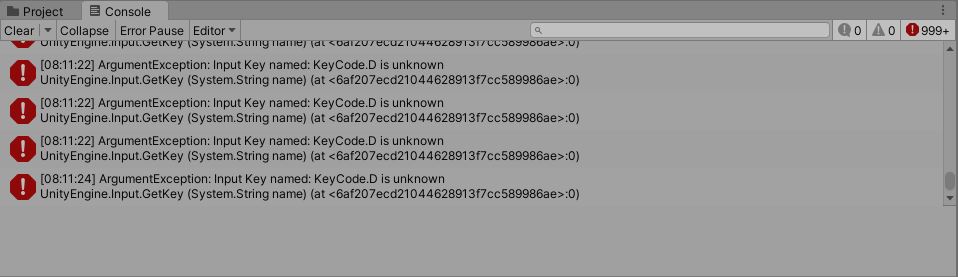 Project
Console
Clear
Collapse
Error Pause
Editor
0
0
999+
UnityEngine.Input.GetKey (System.String name) (at <6af207ecd21044628913f7cc589986ae>:0)
[08:11:22] ArgumentException: Input Key named: KeyCode.D is unknown
UnityEngine.Input.GetKey (System.String name) (at <6af207ecd21044628913f7cc589986ae>:0)
[08:11:22] ArgumentException: Input Key named: KeyCode.D is unknown
UnityEngine.Input.GetKey (System.String name) (at <6af207ecd21044628913f7cc589986ae>:0)
[08:11:22] ArgumentException: Input Key named: KeyCode.D is unknown
UnityEngine.Input.GetKey (System.String name) (at <6af207ecd21044628913f7cc589986ae>:0)
[08:11:24] ArgumentException: Input Key named: KeyCode.D is unknown
UnityEngine.Input.GetKey (System.String name) (at <6af207ecd21044628913f7cc589986ae>:0)